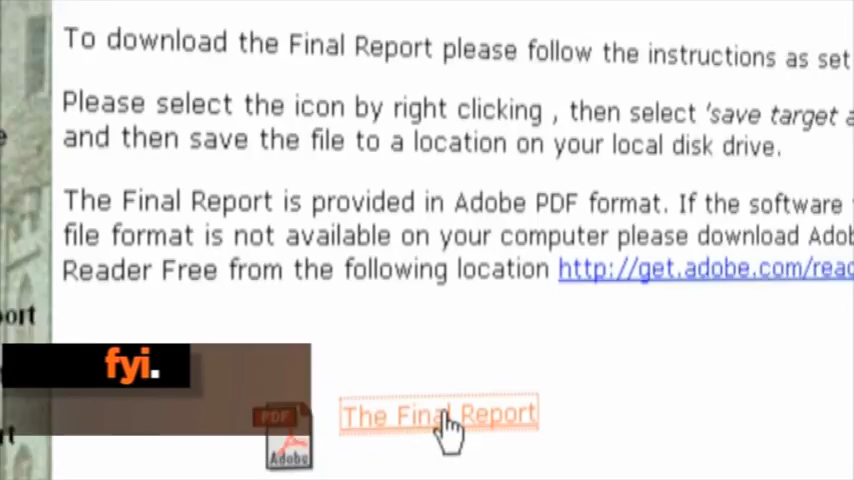 To download the Final Report please follow the instructions as set
Please select the icon by right clicking , then select 'save target a
and then save the file to a location on your local disk drive.
The Final Report is provided in Adobe PDF format. If the software
file format is not available on your computer please download Adob
Reader Free from the following location http://get.adobe.com/read
ort
fyi.
PDF
The Final Report
Adobe